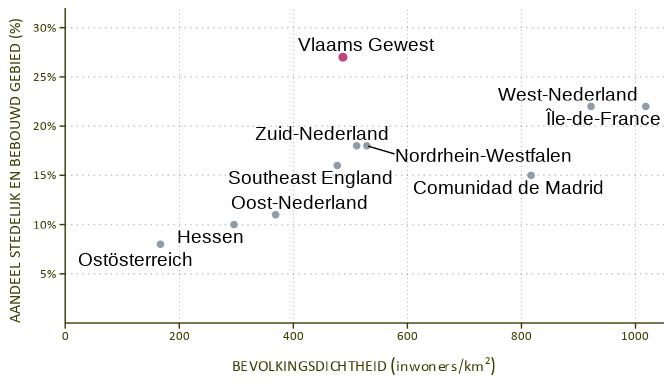 AANDEEL STEDELIJK EN BEBOUWD GEBIED (%)
30%
25%
20%
15%
10%
5%
Vlaams Gewest
West-Nederland
Île-de-France
Zuid-Nederland
Nordrhein-Westfalen
Southeast England
Comunidad de Madrid
Oost-Nederland
Hessen
Ostösterreich
0 200 400 600 800 1000
BEVOLKINGSDICHTHEID (inwoners/km²)